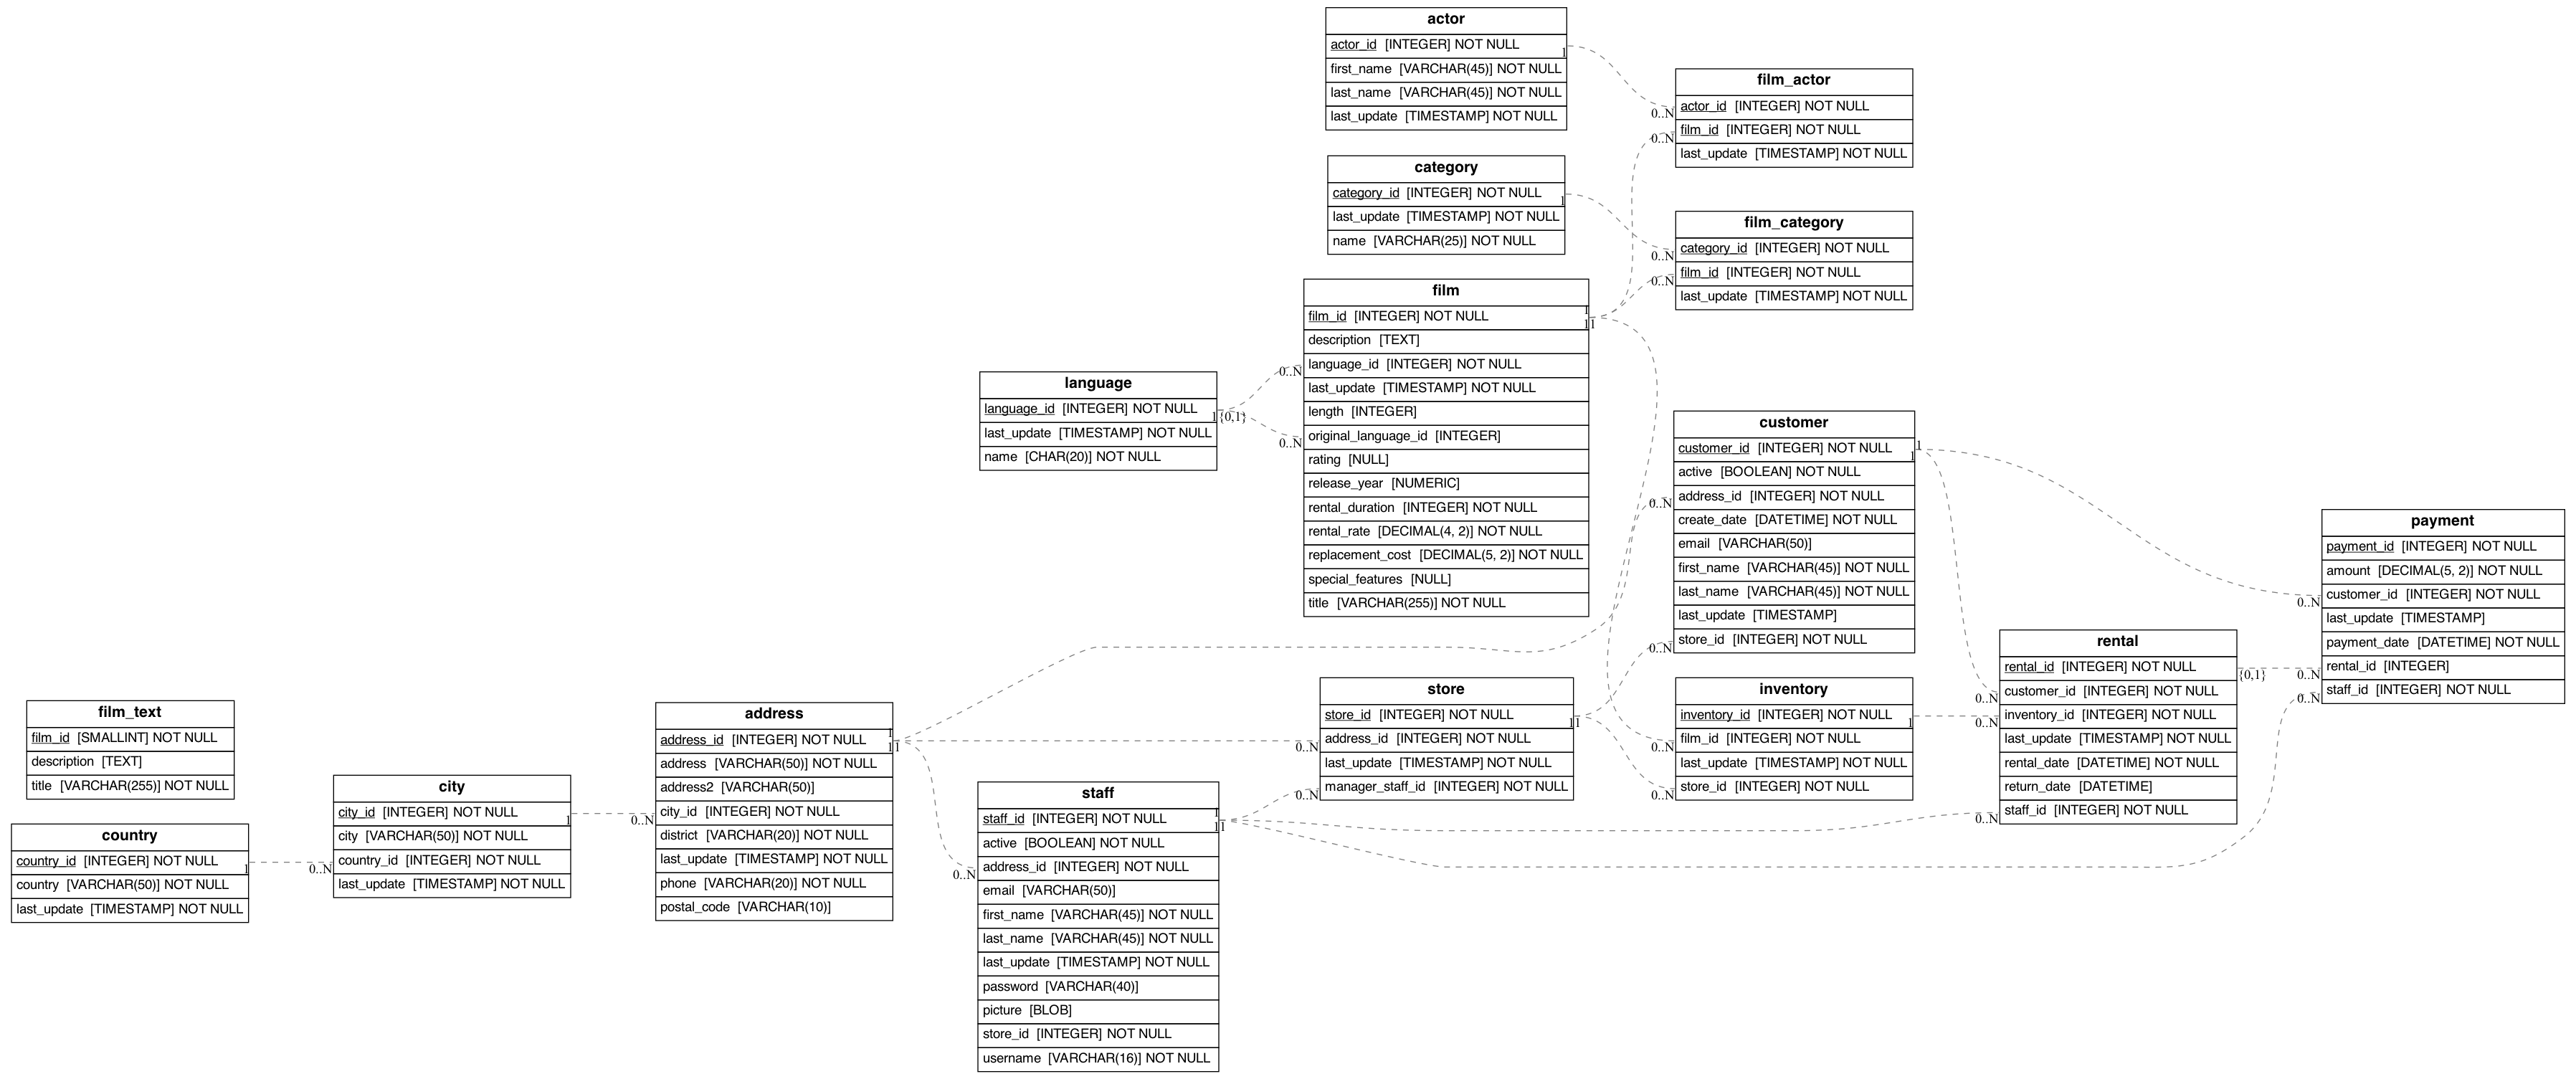 actor
actor_id [INTEGER] NOT NULL
first_name [VARCHAR(45)] NOT NULL
last_name [VARCHAR(45)] NOT NULL
last_update [TIMESTAMP] NOT NULL
1
film_actor
actor_id [INTEGER] NOT NULL
film_id [INTEGER] NOT NULL
last_update [TIMESTAMP] NOT NULL
0..N
0..N
category
category_id [INTEGER] NOT NULL
last_update [TIMESTAMP] NOT NULL
name [VARCHAR(25)] NOT NULL
1
film_category
category_id [INTEGER] NOT NULL
film_id [INTEGER] NOT NULL
last_update [TIMESTAMP] NOT NULL
0..N
0..N
film
film_id [INTEGER] NOT NULL
description [TEXT]
language_id [INTEGER] NOT NULL
last_update [TIMESTAMP] NOT NULL
length [INTEGER]
original_language_id [INTEGER]
rating [NULL]
release_year [NUMERIC]
rental_duration [INTEGER] NOT NULL
rental_rate [DECIMAL(4, 2)] NOT NULL
replacement_cost [DECIMAL(5, 2)] NOT NULL
special_features [NULL]
title [VARCHAR(255)] NOT NULL
1
1 1
0..N
0..N
language
language_id [INTEGER] NOT NULL
last_update [TIMESTAMP] NOT NULL
name [CHAR(20)] NOT NULL
1 {0,1}
customer
customer_id [INTEGER] NOT NULL
active [BOOLEAN] NOT NULL
address_id [INTEGER] NOT NULL
create_date [DATETIME] NOT NULL
email [VARCHAR(50)]
first_name [VARCHAR(45)] NOT NULL
last_name [VARCHAR(45)] NOT NULL
last_update [TIMESTAMP]
store_id [INTEGER] NOT NULL
1
1
0..N
0..N
payment
payment_id [INTEGER] NOT NULL
amount [DECIMAL(5, 2)] NOT NULL
customer_id [INTEGER] NOT NULL
last_update [TIMESTAMP]
payment_date [DATETIME] NOT NULL
rental_id [INTEGER]
staff_id [INTEGER] NOT NULL
0..N
0..N
0..N
rental
rental_id [INTEGER] NOT NULL
customer_id [INTEGER] NOT NULL
inventory_id [INTEGER] NOT NULL
last_update [TIMESTAMP] NOT NULL
rental_date [DATETIME] NOT NULL
return_date [DATETIME]
staff_id [INTEGER] NOT NULL
{0,1}
0..N
0..N
0..N
store
store_id [INTEGER] NOT NULL
address_id [INTEGER] NOT NULL
last_update [TIMESTAMP] NOT NULL
manager_staff_id [INTEGER] NOT NULL
1 1
0..N
0..N
inventory
inventory_id [INTEGER] NOT NULL
film_id [INTEGER] NOT NULL
last_update [TIMESTAMP] NOT NULL
store_id [INTEGER] NOT NULL
1
0..N
0..N
film_text
film_id [SMALLINT] NOT NULL
description [TEXT]
title [VARCHAR(255)] NOT NULL
country
country_id [INTEGER] NOT NULL
country [VARCHAR(50)] NOT NULL
last_update [TIMESTAMP] NOT NULL
1
city
city_id [INTEGER] NOT NULL
city [VARCHAR(50)] NOT NULL
country_id [INTEGER] NOT NULL
last_update [TIMESTAMP] NOT NULL
1
0..N
address
address_id [INTEGER] NOT NULL
address [VARCHAR(50)] NOT NULL
address2 [VARCHAR(50)]
city_id [INTEGER] NOT NULL
district [VARCHAR(20)] NOT NULL
last_update [TIMESTAMP] NOT NULL
phone [VARCHAR(20)] NOT NULL
postal_code [VARCHAR(10)]
1
1 1
0..N
staff
staff_id [INTEGER] NOT NULL
active [BOOLEAN] NOT NULL
address_id [INTEGER] NOT NULL
email [VARCHAR(50)]
first_name [VARCHAR(45)] NOT NULL
last_name [VARCHAR(45)] NOT NULL
last_update [TIMESTAMP] NOT NULL
password [VARCHAR(40)]
picture [BLOB]
store_id [INTEGER] NOT NULL
username [VARCHAR(16)] NOT NULL
1
1 1
0..N